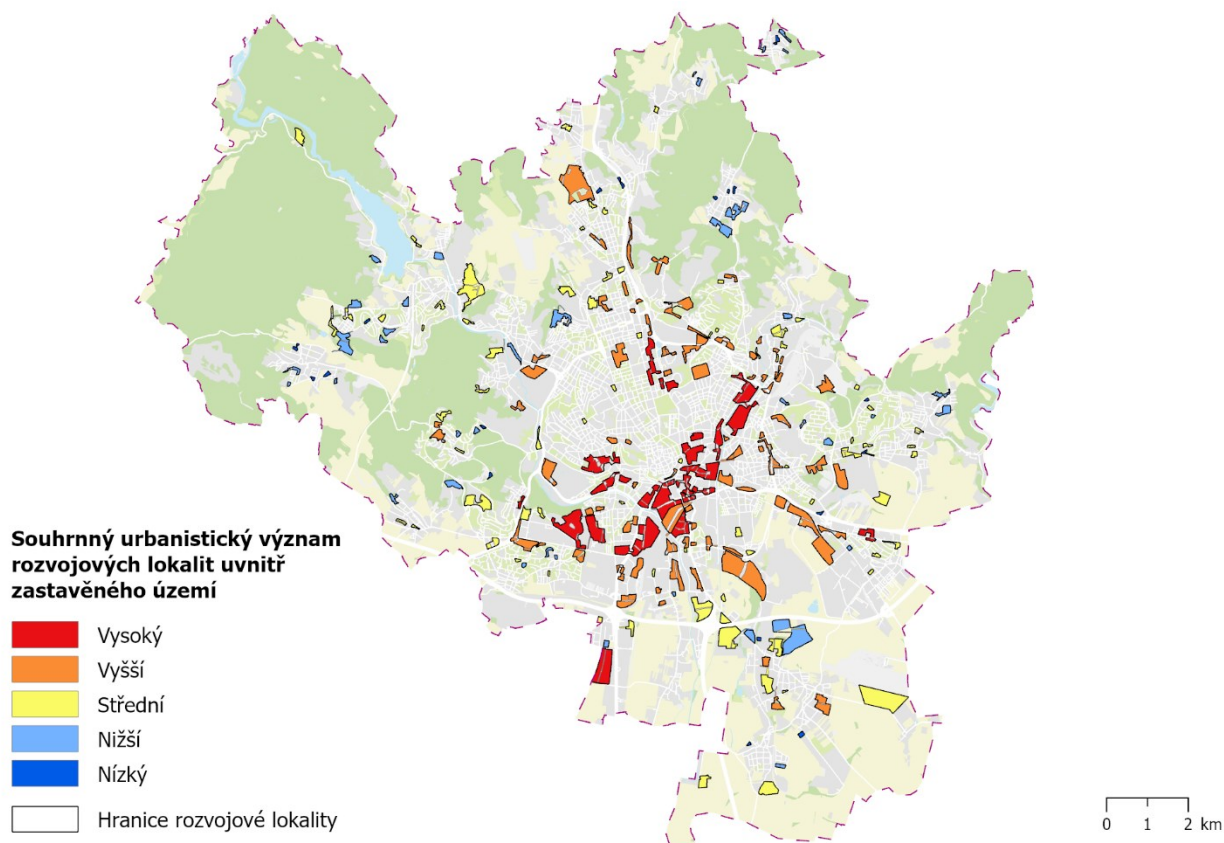 Souhrnný urbanistický význam
rozvojových lokalit uvnitř
zastavěného území
Vysoký
Vyšší
Střední
Nižší
Nízký
Hranice rozvojové lokality
0 1 2 km